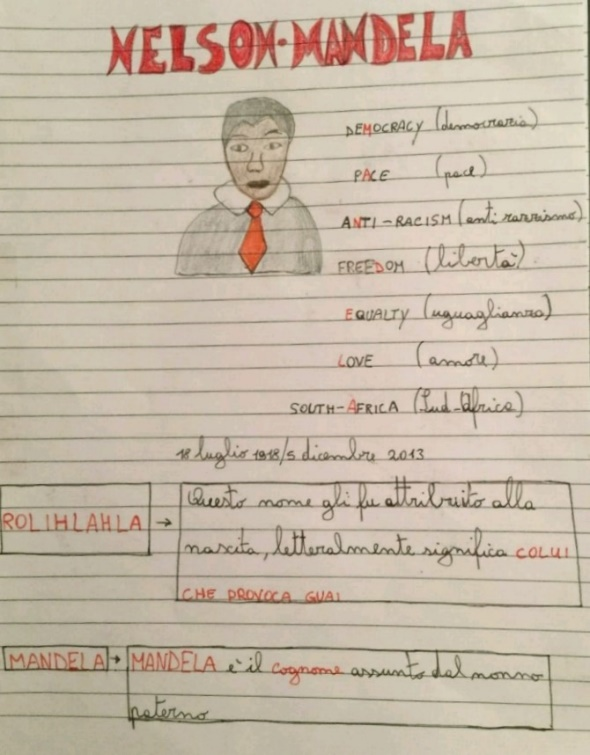 NELSON-MANDELA
DEMOCRACY (democrazia)
PACE (pace)
ANTI-RACISM (anti razzismo)
FREEDOM (libertà)
EQUALTY (uguaglianza)
LOVE (amore)
SOUTH-AFRICA (Sud-Africa)
18 luglio 1918/5 dicembre 2013
ROLIHLAHLA → Questo nome gli fu attribuito alla
nascita, letteralmente significa COLUI
CHE PROVOCA GUAI
MANDELA → MANDELA è il cognome assunto dal nonno
paterno